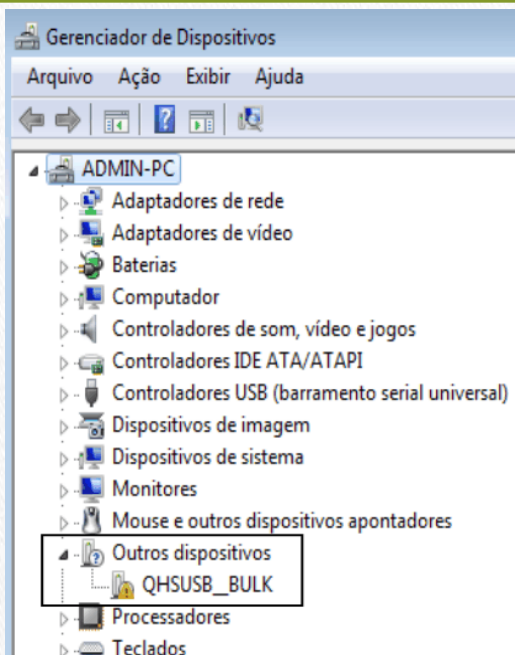 Gerenciador de Dispositivos
Arquivo Ação Exibir Ajuda
ADMIN-PC
Adaptadores de rede
Adaptadores de vídeo
Baterias
Computador
Controladores de som, vídeo e jogos
Controladores IDE ATA/ATAPI
Controladores USB (barramento serial universal)
Dispositivos de imagem
Dispositivos de sistema
Monitores
Mouse e outros dispositivos apontadores
Outros dispositivos
QHSUSB__BULK
Processadores
Teclados